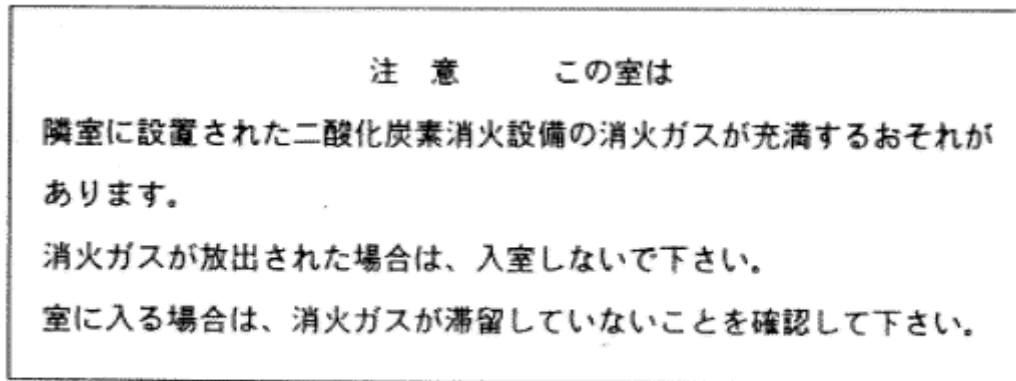 注　意　　　この室は
隣室に設置された二酸化炭素消火設備の消火ガスが充満するおそれが
あります。
消火ガスが放出された場合は、入室しないで下さい。
室に入る場合は、消火ガスが滞留していないことを確認して下さい。